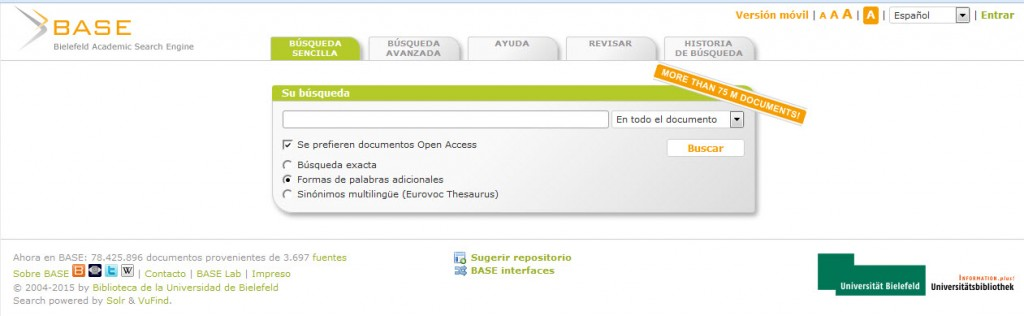 BASE
Bielefeld Academic Search Engine
Versión móvil | A A A | A | Español | Entrar
BÚSQUEDA SENCILLA
BÚSQUEDA AVANZADA
AYUDA
REVISAR
HISTORIA DE BÚSQUEDA
MORE THAN 75 M DOCUMENTS!
Su búsqueda
En todo el documento
Se prefieren documentos Open Access
Buscar
Búsqueda exacta
Formas de palabras adicionales
Sinónimos multilingüe (Eurovoc Thesaurus)
Ahora en BASE: 78.425.896 documentos provenientes de 3.697 fuentes
Sobre BASE | Contacto | BASE Lab | Impreso
© 2004-2015 by Biblioteca de la Universidad de Bielefeld
Search powered by Solr & VuFind.
Sugerir repositorio
BASE interfaces
Universität Bielefeld
INFORMATION.plus!
Universitätsbibliothek